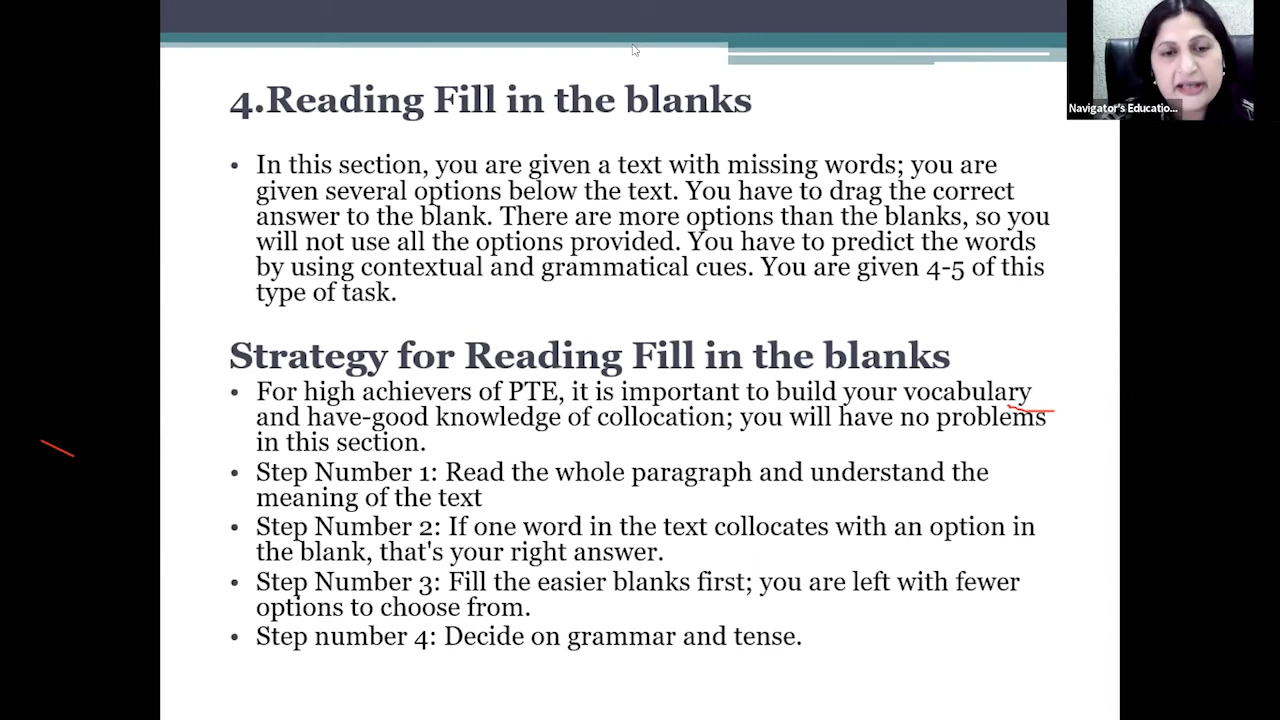 4.Reading Fill in the blanks
• In this section, you are given a text with missing words; you are
given several options below the text. You have to drag the correct
answer to the blank. There are more options than the blanks, so you
will not use all the options provided. You have to predict the words
by using contextual and grammatical cues. You are given 4-5 of this
type of task.
Strategy for Reading Fill in the blanks
• For high achievers of PTE, it is important to build your vocabulary
and have-good knowledge of collocation; you will have no problems
in this section.
• Step Number 1: Read the whole paragraph and understand the
meaning of the text
• Step Number 2: If one word in the text collocates with an option in
the blank, that's your right answer.
• Step Number 3: Fill the easier blanks first; you are left with fewer
options to choose from.
• Step number 4: Decide on grammar and tense.
Navigator's Educatio...